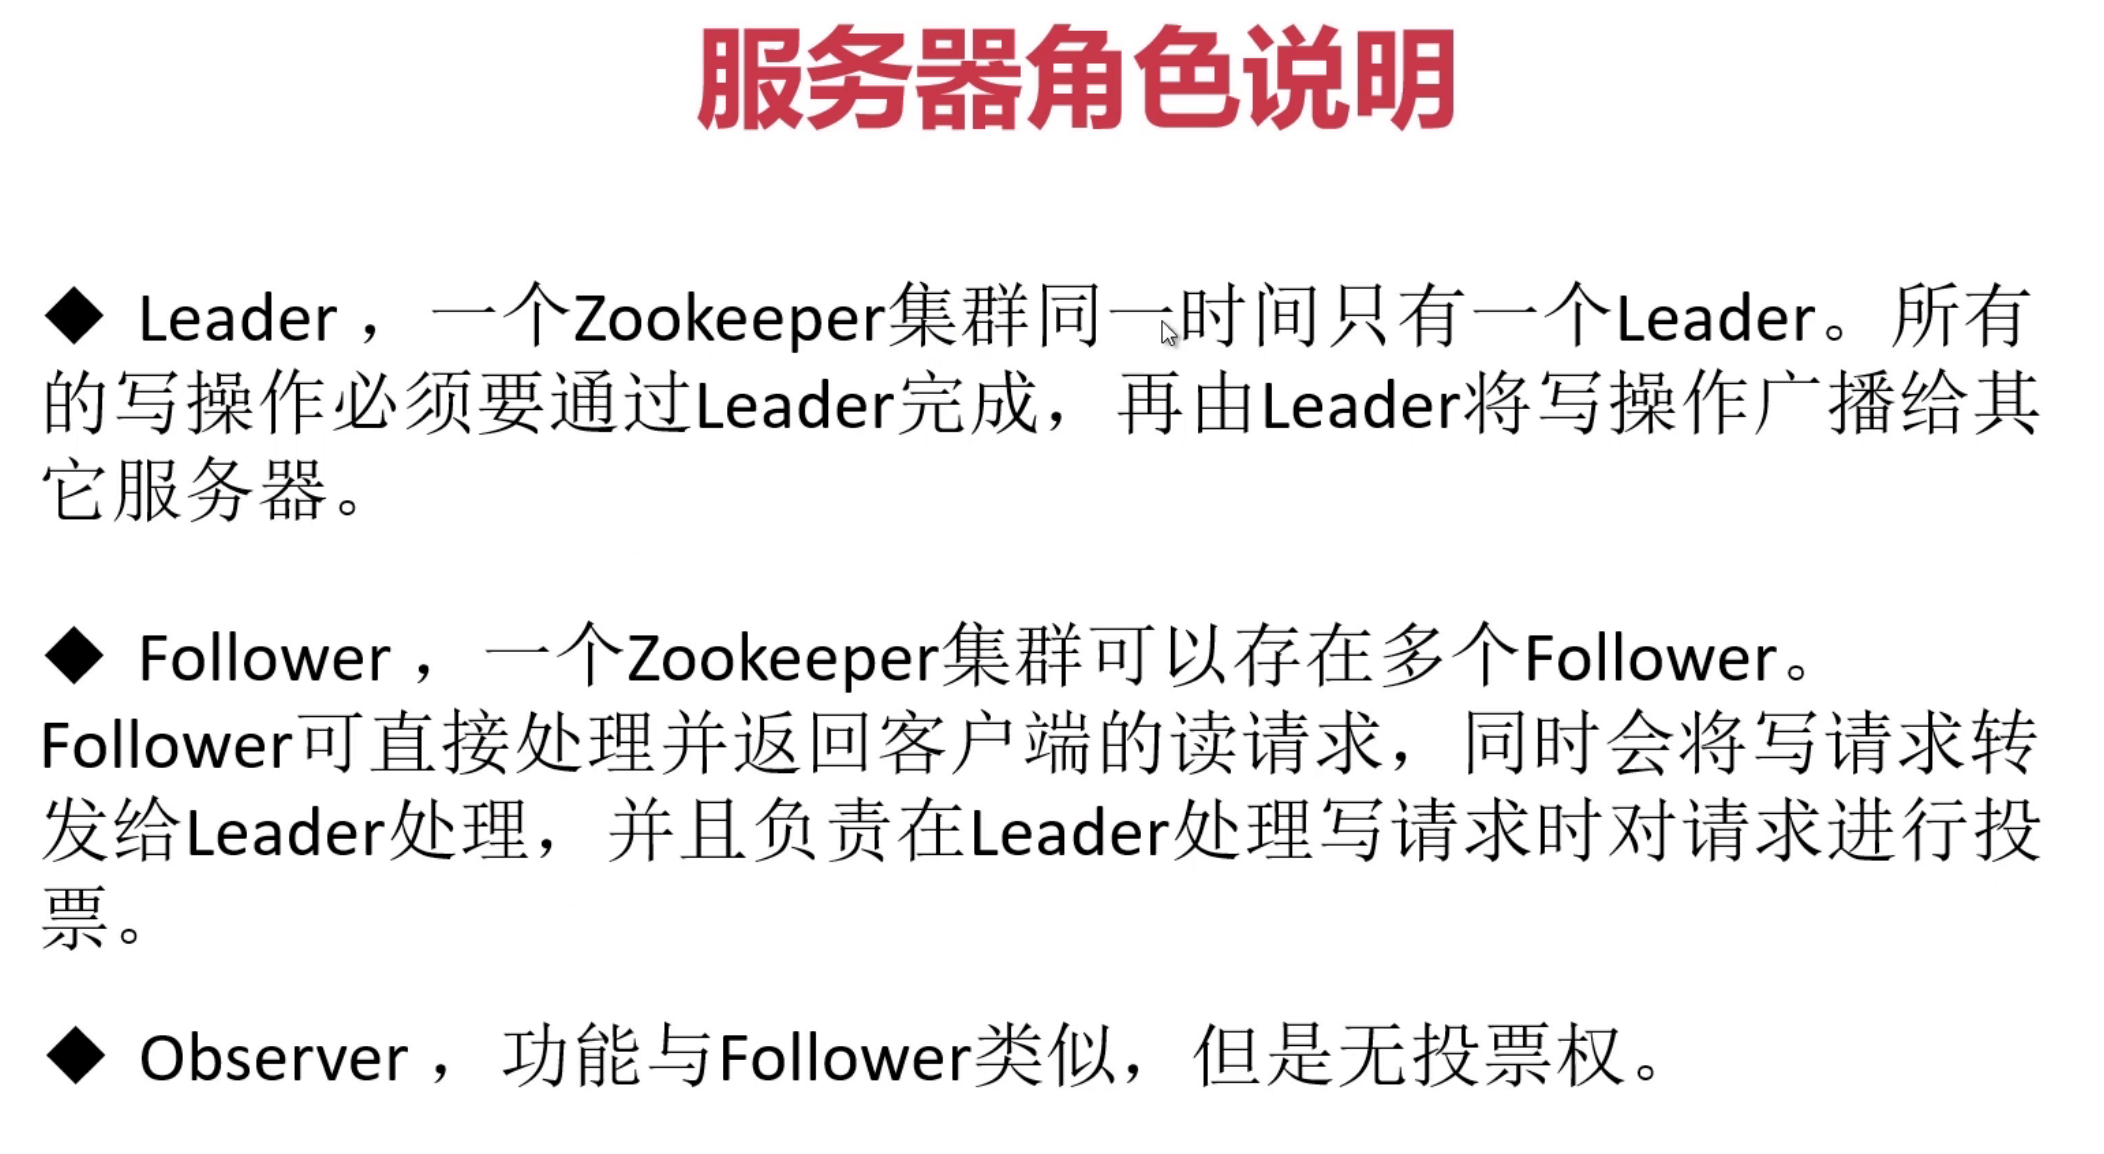 服务器角色说明
◆ Leader ，一个Zookeeper集群同一时间只有一个Leader。所有
的写操作必须要通过Leader完成，再由Leader将写操作广播给其
它服务器。
◆ Follower ，一个Zookeeper集群可以存在多个Follower。
Follower可直接处理并返回客户端的读请求，同时会将写请求转
发给Leader处理，并且负责在Leader处理写请求时对请求进行投
票。
◆ Observer ，功能与Follower类似，但是无投票权。